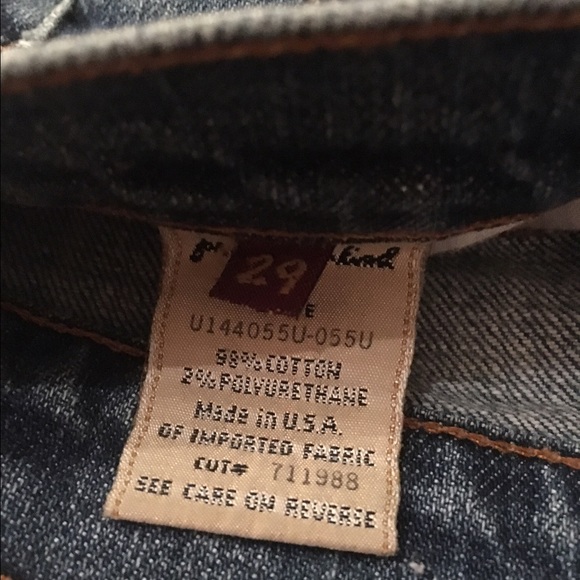 29
U144055U-055U
98% COTTON
2% POLYURETHANE
Made in U.S.A.
OF IMPORTED FABRIC
CUT# 711988
SEE CARE ON REVERSE